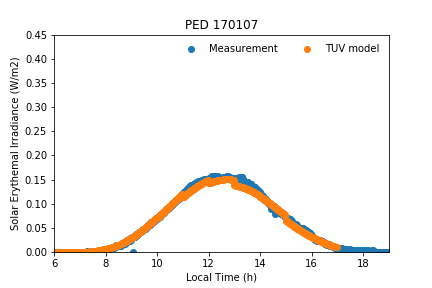 PED 170107
Measurement TUV model
Solar Erythemal Irradiance (W/m2)
0.45
0.40
0.35
0.30
0.25
0.20
0.15
0.10
0.05
0.00
6 8 10 12 14 16 18
Local Time (h)